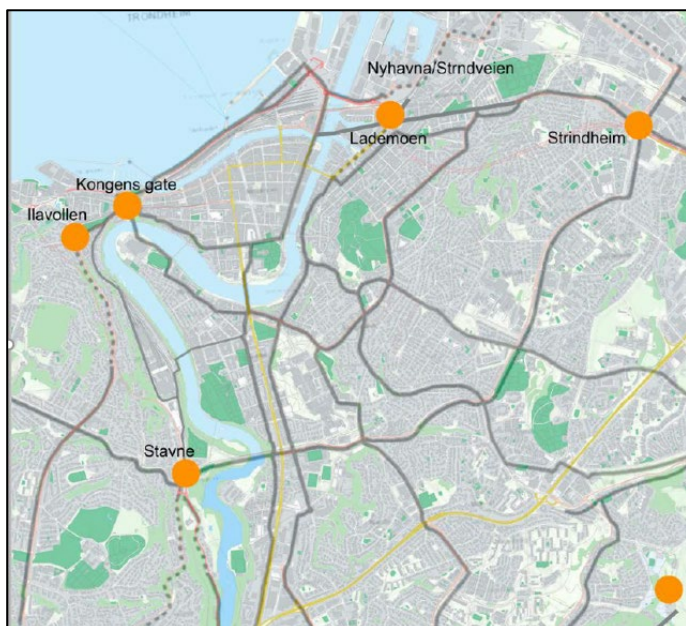 TRONDHEIM
Nyhavna/Strndveien
Lademoen
Strindheim
Kongens gate
Ilavollen
Stavne